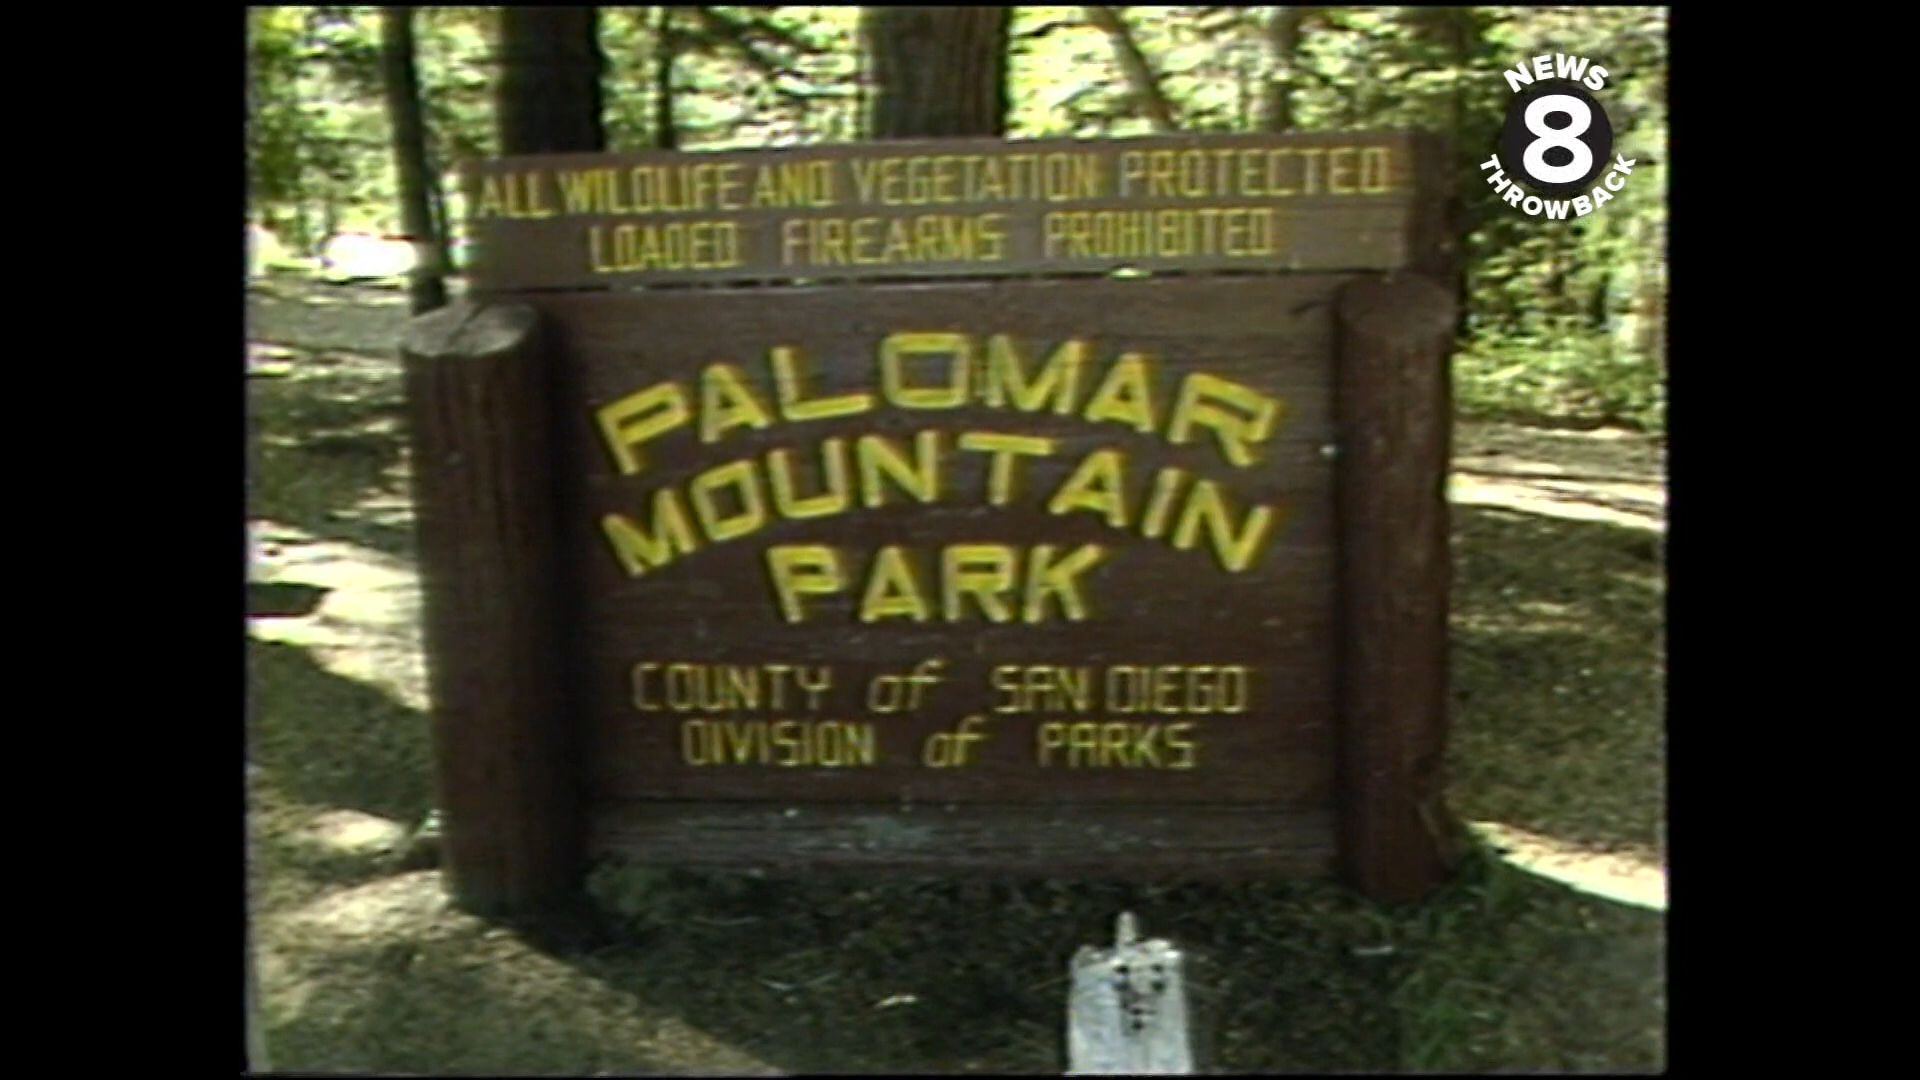 NEWS
8
THROWBACK
ALL WILDLIFE AND VEGETATION PROTECTED
LOADED FIREARMS PROHIBITED
PALOMAR
MOUNTAIN
PARK
COUNTY of SAN DIEGO
DIVISION of PARKS